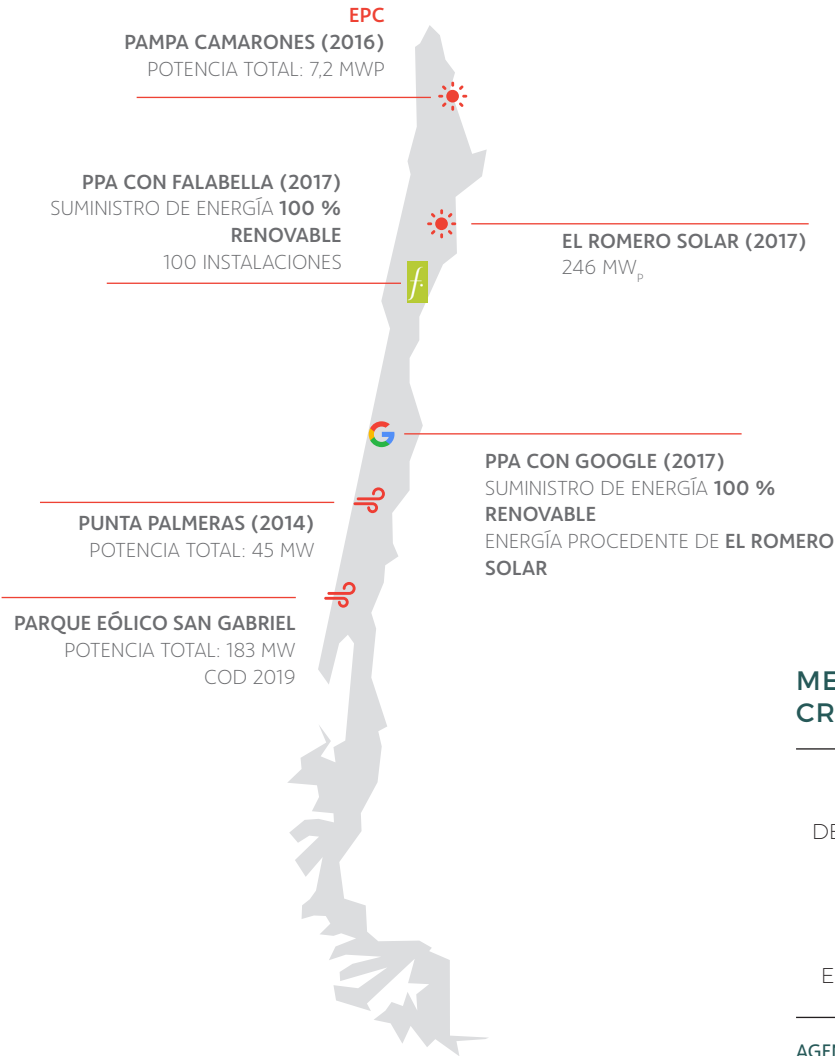 EPC
PAMPA CAMARONES (2016)
POTENCIA TOTAL: 7,2 MWP
PPA CON FALABELLA (2017)
SUMINISTRO DE ENERGÍA 100 %
RENOVABLE
100 INSTALACIONES
EL ROMERO SOLAR (2017)
246 MWP
f.
PPA CON GOOGLE (2017)
SUMINISTRO DE ENERGÍA 100 %
RENOVABLE
ENERGÍA PROCEDENTE DE EL ROMERO
SOLAR
G
PUNTA PALMERAS (2014)
POTENCIA TOTAL: 45 MW
PARQUE EÓLICO SAN GABRIEL
POTENCIA TOTAL: 183 MW
COD 2019
ME
CR
DE
E